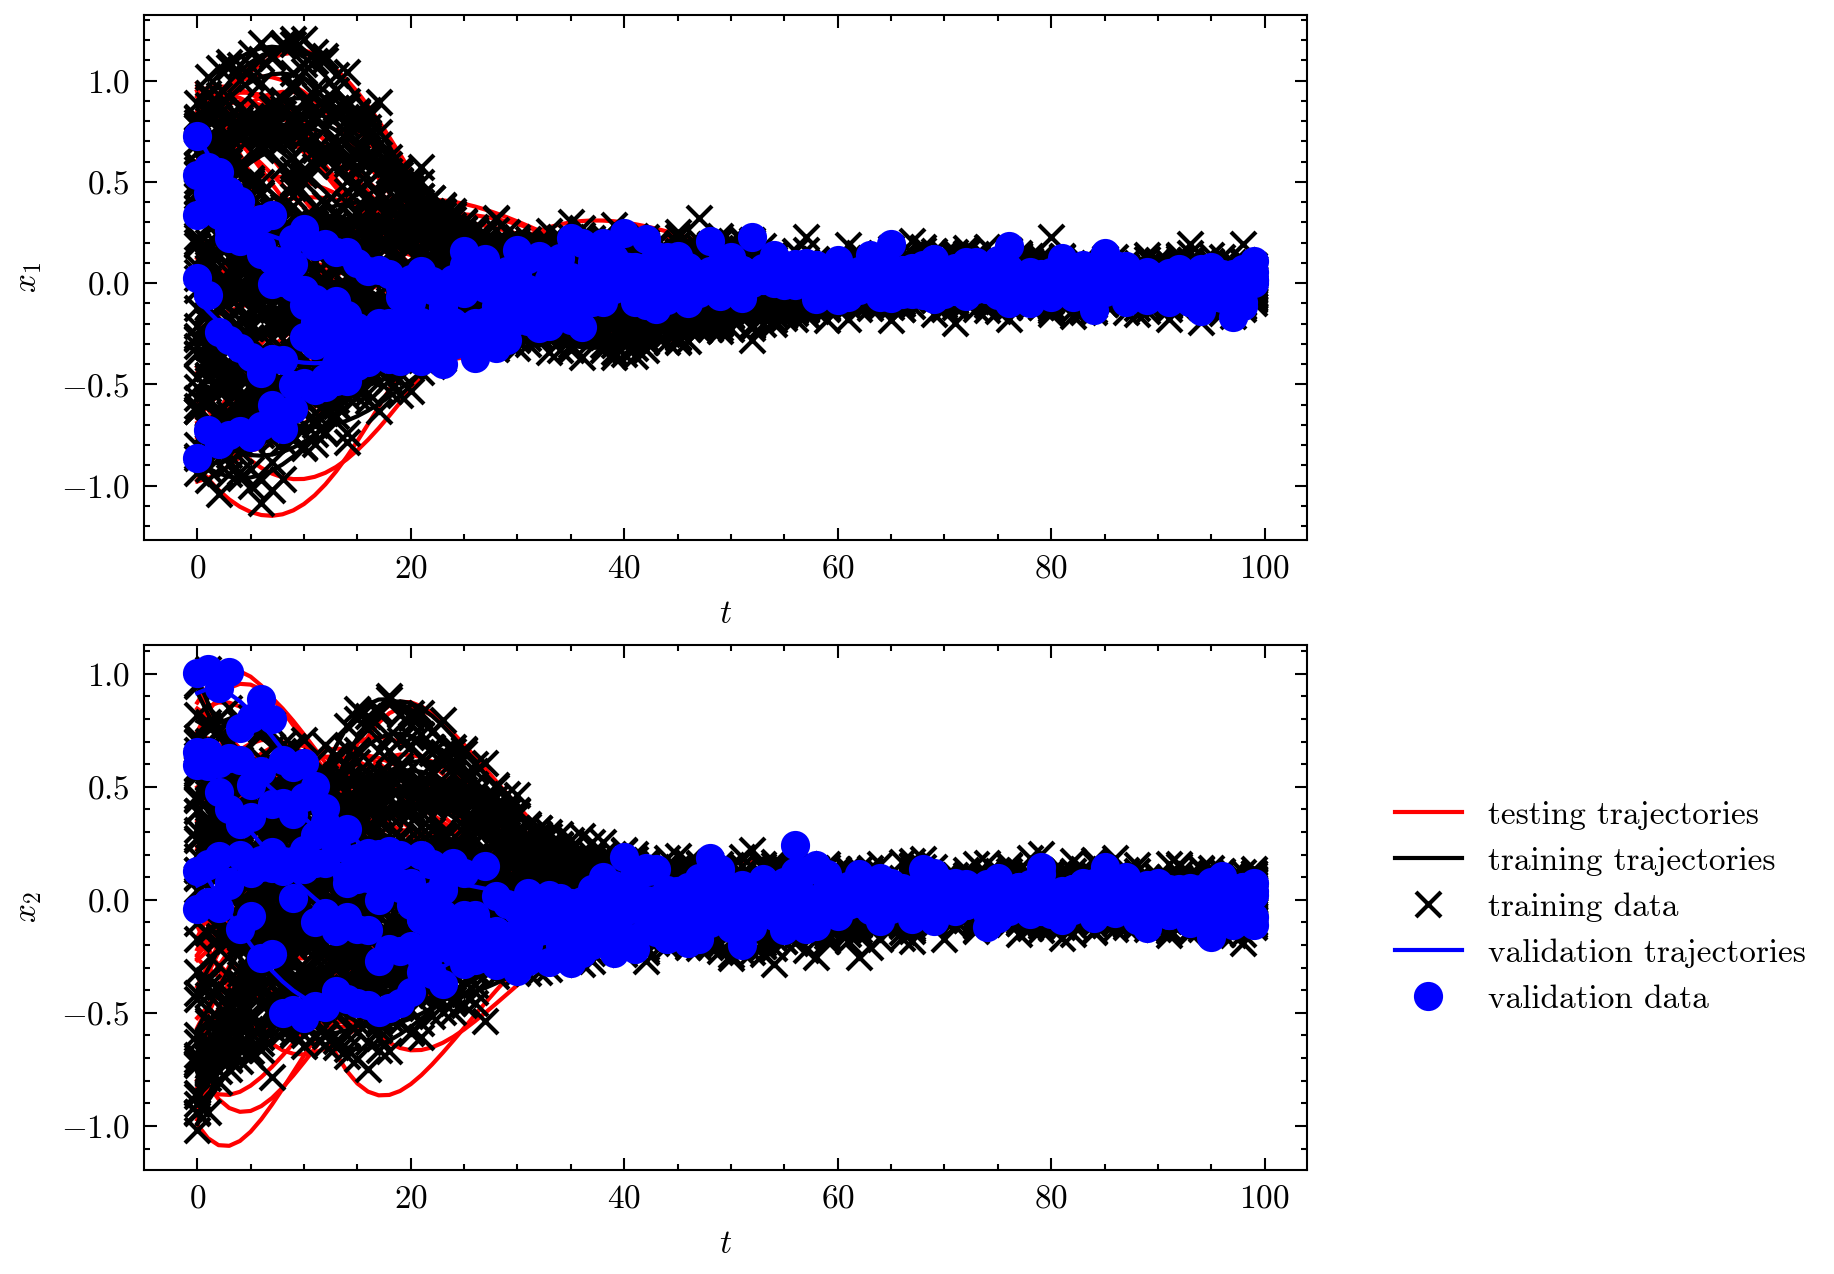 1.0
0.5
0.0
−0.5
−1.0
x₁
0 20 40 60 80 100
t
1.0
0.5
0.0
−0.5
−1.0
x₂
0 20 40 60 80 100
t
testing trajectories
training trajectories
training data
validation trajectories
validation data